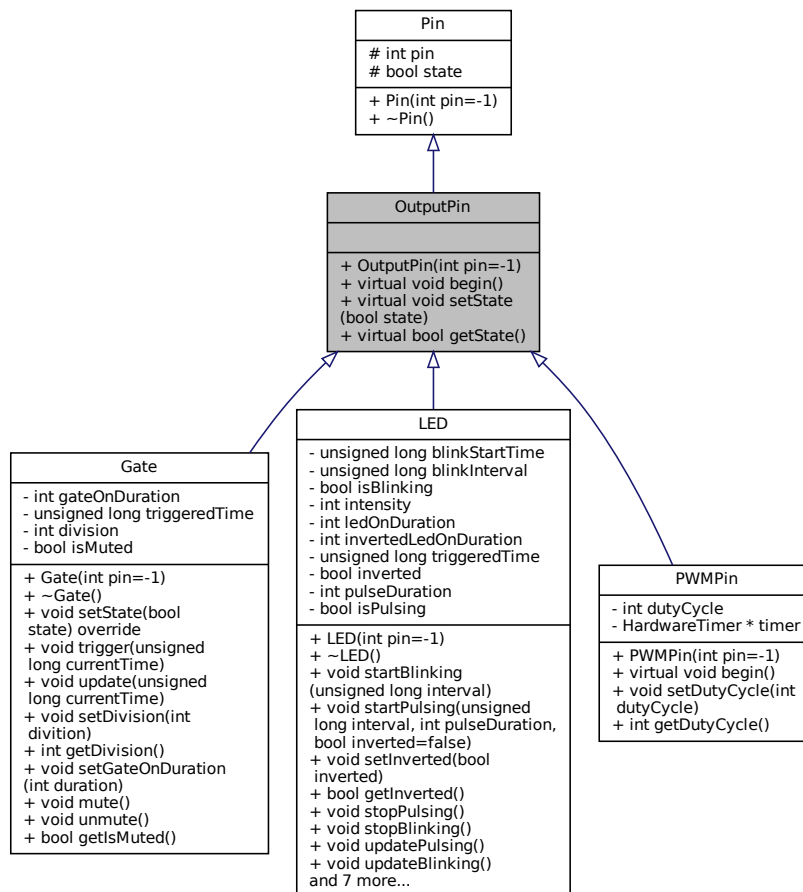 Pin
# int pin
# bool state
+ Pin(int pin=-1)
+ ~Pin()
OutputPin
+ OutputPin(int pin=-1)
+ virtual void begin()
+ virtual void setState
(bool state)
+ virtual bool getState()
Gate
- int gateOnDuration
- unsigned long triggeredTime
- int division
- bool isMuted
+ Gate(int pin=-1)
+ ~Gate()
+ void setState(bool
state) override
+ void trigger(unsigned
long currentTime)
+ void update(unsigned
long currentTime)
+ void setDivision(int
divition)
+ int getDivision()
+ void setGateOnDuration
(int duration)
+ void mute()
+ void unmute()
+ bool getIsMuted()
LED
- unsigned long blinkStartTime
- unsigned long blinkInterval
- bool isBlinking
- int intensity
- int ledOnDuration
- int invertedLedOnDuration
- unsigned long triggeredTime
- bool inverted
- int pulseDuration
- bool isPulsing
+ LED(int pin=-1)
+ ~LED()
+ void startBlinking
(unsigned long interval)
+ void startPulsing(unsigned
long interval, int pulseDuration,
bool inverted=false)
+ void setInverted(bool
inverted)
+ bool getInverted()
+ void stopPulsing()
+ void stopBlinking()
+ void updatePulsing()
+ void updateBlinking()
and 7 more...
PWMPin
- int dutyCycle
- HardwareTimer * timer
+ PWMPin(int pin=-1)
+ virtual void begin()
+ void setDutyCycle(int
dutyCycle)
+ int getDutyCycle()